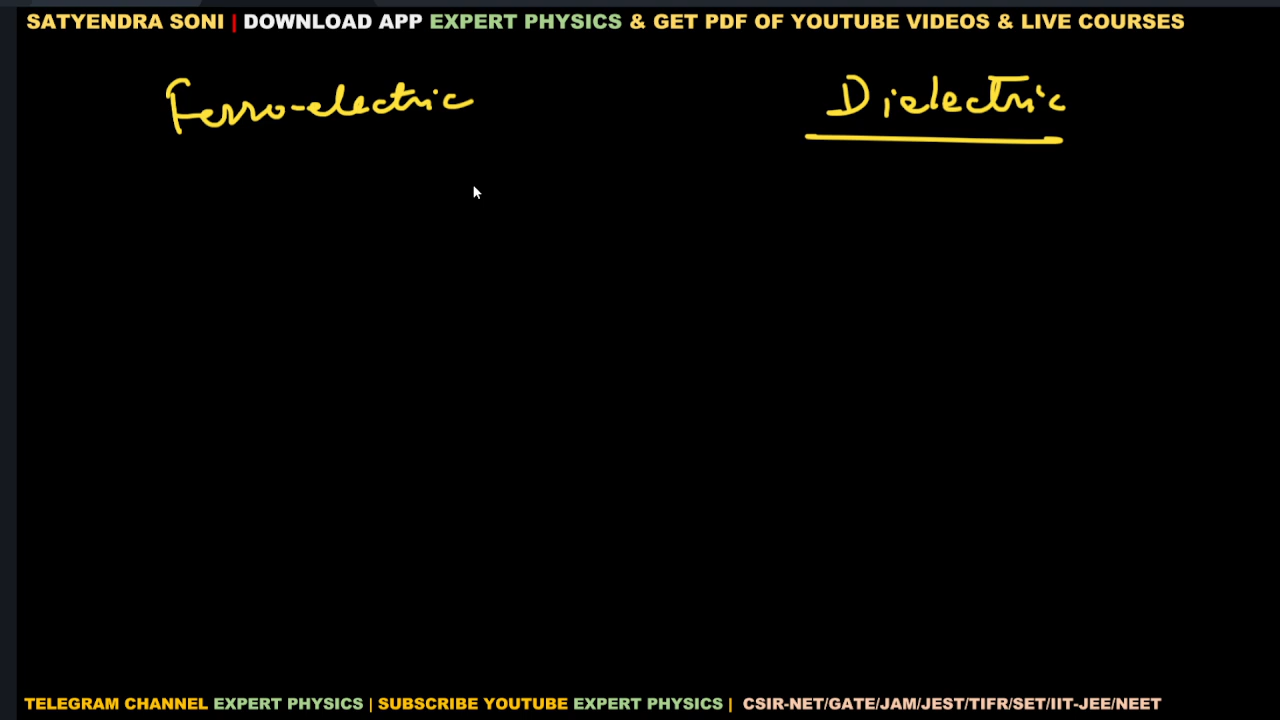 SATYENDRA SONI | DOWNLOAD APP EXPERT PHYSICS & GET PDF OF YOUTUBE VIDEOS & LIVE COURSES
Ferro-electric
Dielectric
TELEGRAM CHANNEL EXPERT PHYSICS | SUBSCRIBE YOUTUBE EXPERT PHYSICS | CSIR-NET/GATE/JAM/JEST/TIFR/SET/IIT-JEE/NEET